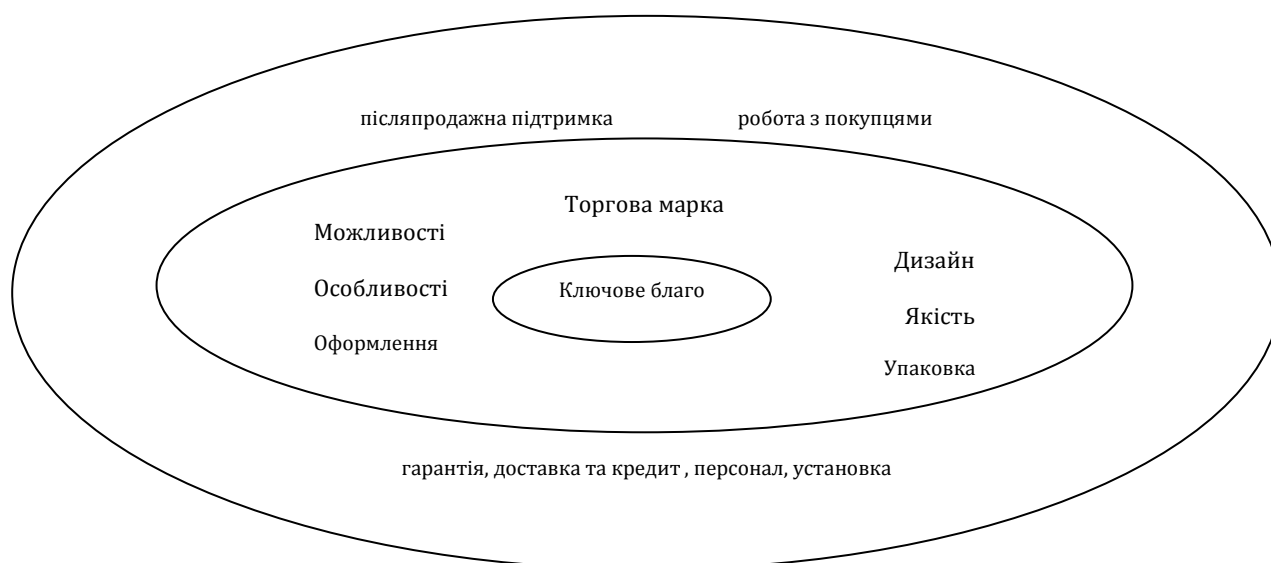 післяпродажна підтримка робота з покупцями
Торгова марка
Можливості
Дизайн
Особливості
Ключове благо
Якість
Оформлення
Упаковка
гарантія, доставка та кредит , персонал, установка